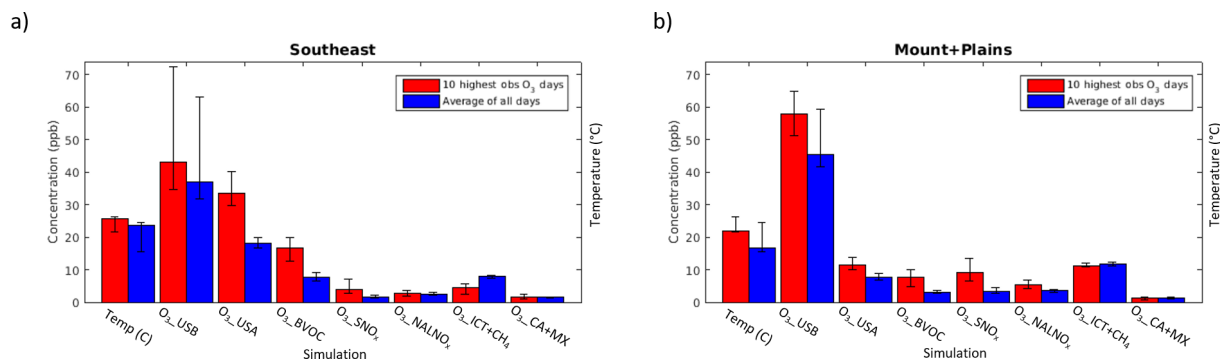 a)
Southeast
10 highest obs O₃ days
Average of all days
Concentration (ppb)
Temperature (°C)
70
60
50
40
30
20
10
0
Temp (C)
O₃_USB
O₃_USA
O₃_BVOC
O₃_SNOₓ
O₃_NALNOₓ
O₃_ICT+CH₄
O₃_CA+MX
Simulation
b)
Mount+Plains
10 highest obs O₃ days
Average of all days
Concentration (ppb)
Temperature (°C)
70
60
50
40
30
20
10
0
Temp (C)
O₃_USB
O₃_USA
O₃_BVOC
O₃_SNOₓ
O₃_NALNOₓ
O₃_ICT+CH₄
O₃_CA+MX
Simulation